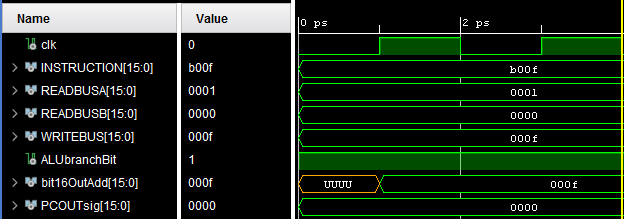 Name Value 0 ps 2 ps
clk 0
INSTRUCTION[15:0] b00f b00f
READBUSA[15:0] 0001 0001
READBUSB[15:0] 0000 0000
WRITEBUS[15:0] 000f 000f
ALUbranchBit 1
bit16OutAdd[15:0] 000f UUUU 000f
PCOUTsig[15:0] 0000 0000